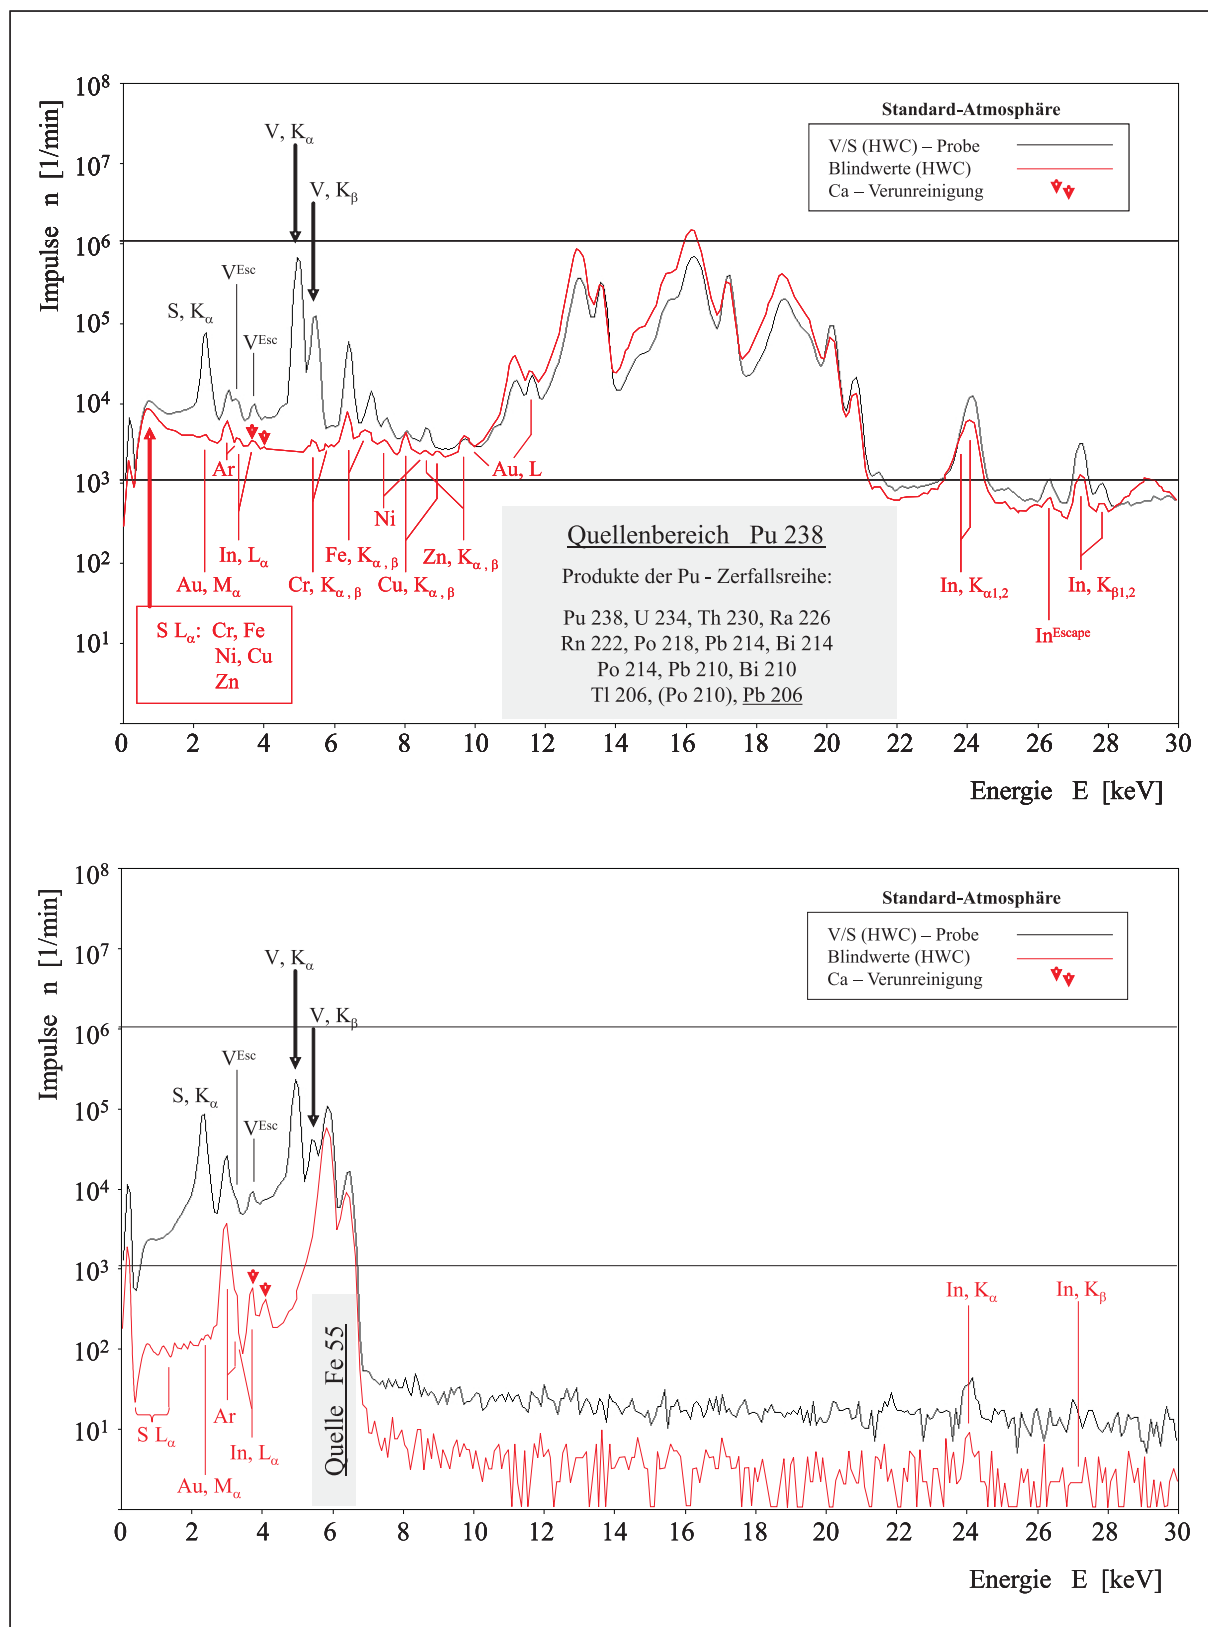 Impulse n [1/min]
10⁸
10⁷
10⁶
10⁵
10⁴
10³
10²
10¹
Standard-Atmosphäre
V/S (HWC) – Probe
Blindwerte (HWC)
Ca – Verunreinigung
V, Kα
V, Kβ
V^Esc
S, Kα
V^Esc
Ar
Au, L
Ni
In, Lα
Fe, Kα,β
Zn, Kα,β
Au, Mα
Cr, Kα,β
Cu, Kα,β
In, Kα1,2
In, Kβ1,2
In^Escape
S Lα: Cr, Fe
Ni, Cu
Zn
Quellenbereich Pu 238
Produkte der Pu - Zerfallsreihe:
Pu 238, U 234, Th 230, Ra 226
Rn 222, Po 218, Pb 214, Bi 214
Po 214, Pb 210, Bi 210
Tl 206, (Po 210), Pb 206
0 2 4 6 8 10 12 14 16 18 20 22 24 26 28 30
Energie E [keV]
Impulse n [1/min]
10⁸
10⁷
10⁶
10⁵
10⁴
10³
10²
10¹
Standard-Atmosphäre
V/S (HWC) – Probe
Blindwerte (HWC)
Ca – Verunreinigung
V, Kα
V, Kβ
V^Esc
S, Kα
V^Esc
In, Kα
In, Kβ
Quelle Fe 55
Ar
S Lα
In, Lα
Au, Mα
0 2 4 6 8 10 12 14 16 18 20 22 24 26 28 30
Energie E [keV]